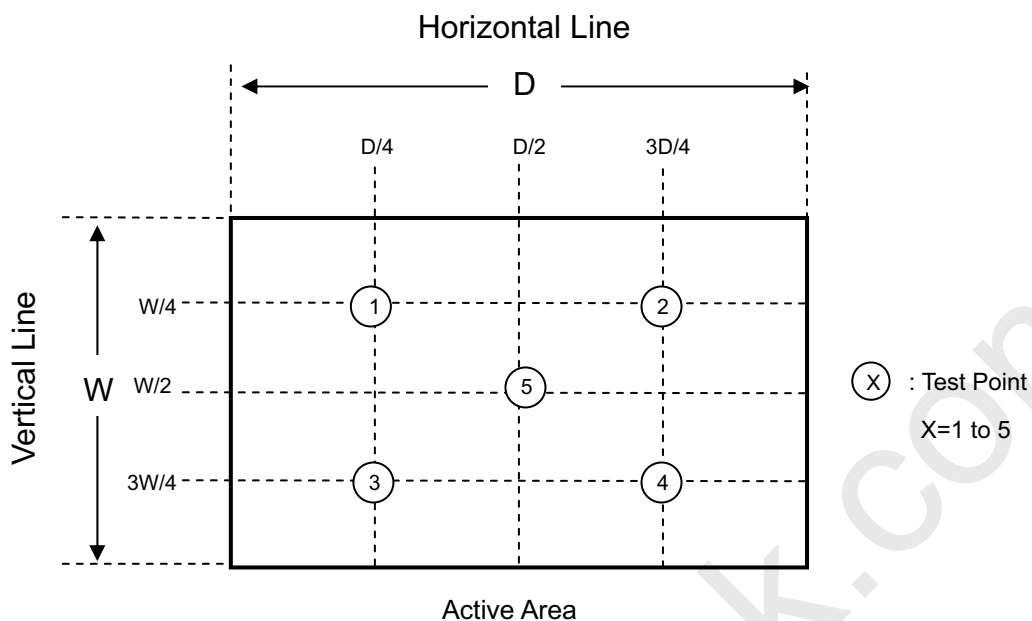 Horizontal Line
D
D/4 D/2 3D/4
Vertical Line
W
W/4
1 2
W/2
5
X : Test Point
X=1 to 5
3W/4
3 4
Active Area